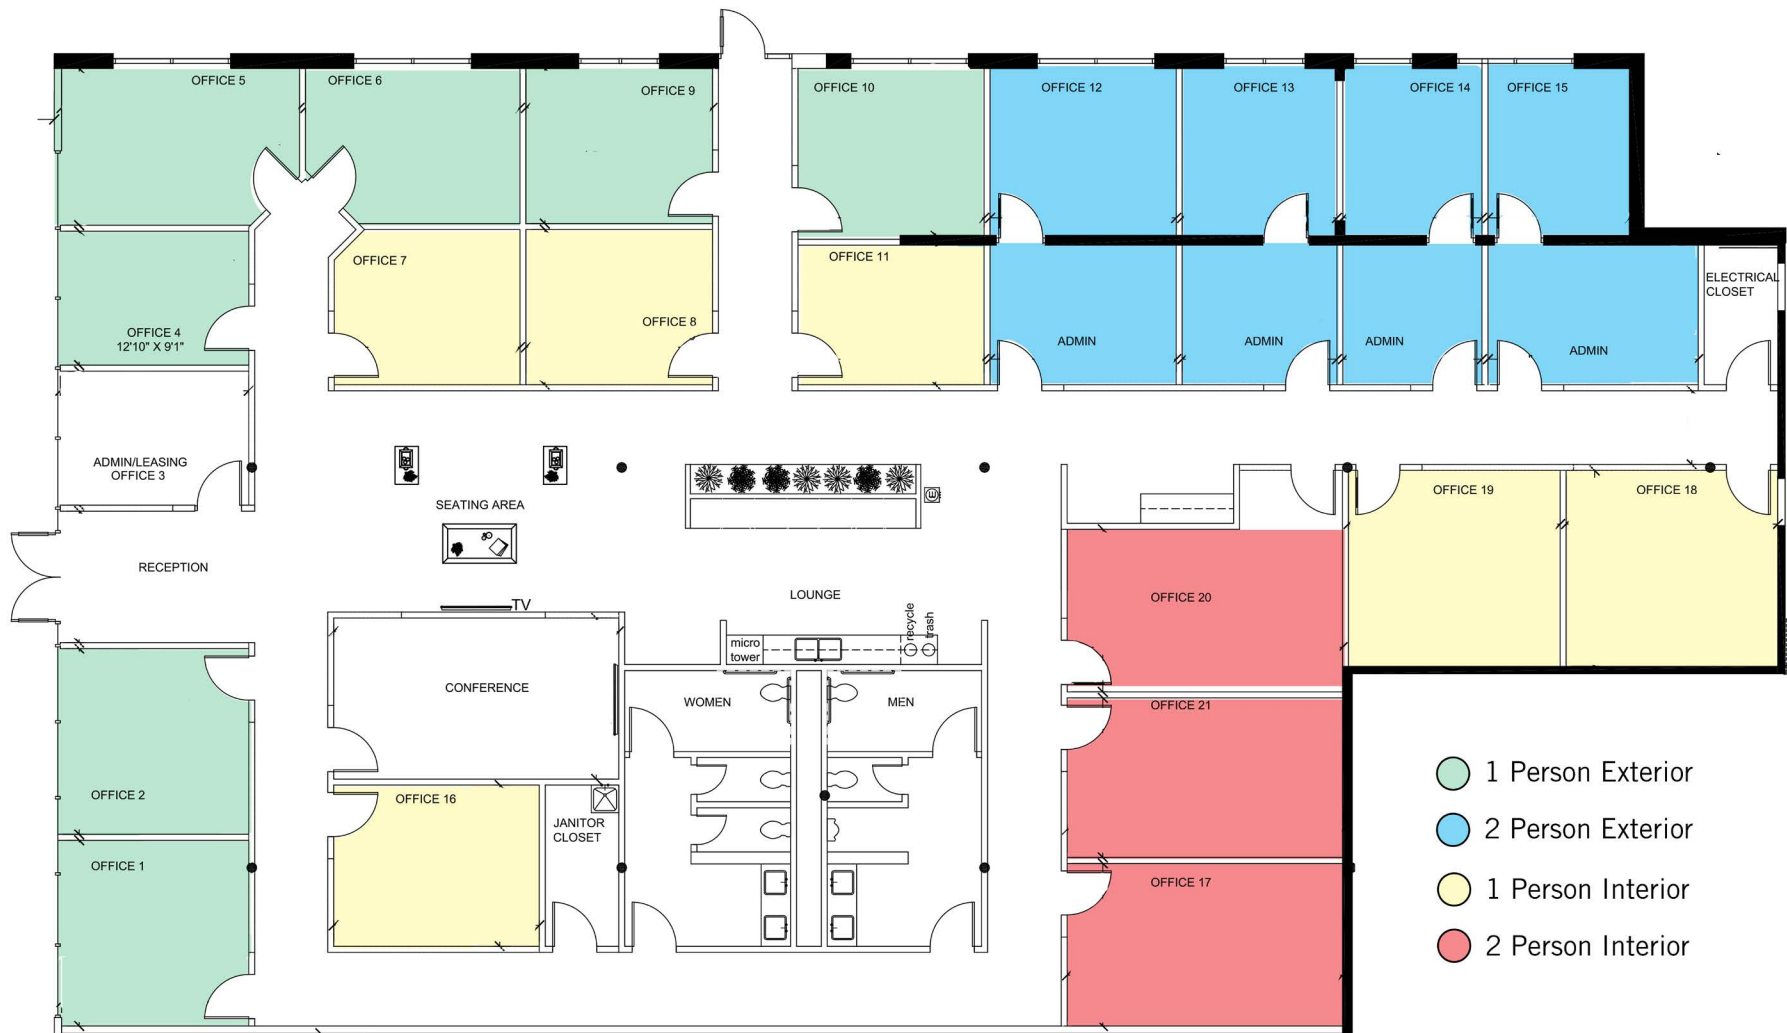 OFFICE 5
OFFICE 6
OFFICE 9
OFFICE 10
OFFICE 12
OFFICE 13
OFFICE 14
OFFICE 15
OFFICE 4
12'10" X 9'1"
OFFICE 7
OFFICE 8
OFFICE 11
ADMIN
ADMIN
ADMIN
ADMIN
ELECTRICAL
CLOSET
ADMIN/LEASING
OFFICE 3
SEATING AREA
E
OFFICE 19
OFFICE 18
RECEPTION
TV
LOUNGE
recycle
trash
micro
tower
OFFICE 20
CONFERENCE
WOMEN
MEN
OFFICE 21
OFFICE 2
OFFICE 16
JANITOR
CLOSET
OFFICE 1
OFFICE 17
1 Person Exterior
2 Person Exterior
1 Person Interior
2 Person Interior